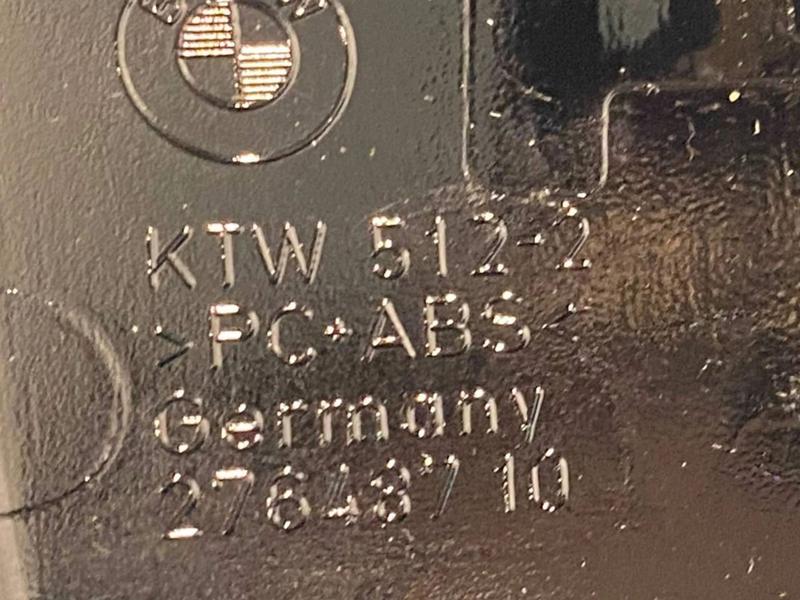 KTW 512-2
>PC+ABS<
Germany
2764871 10